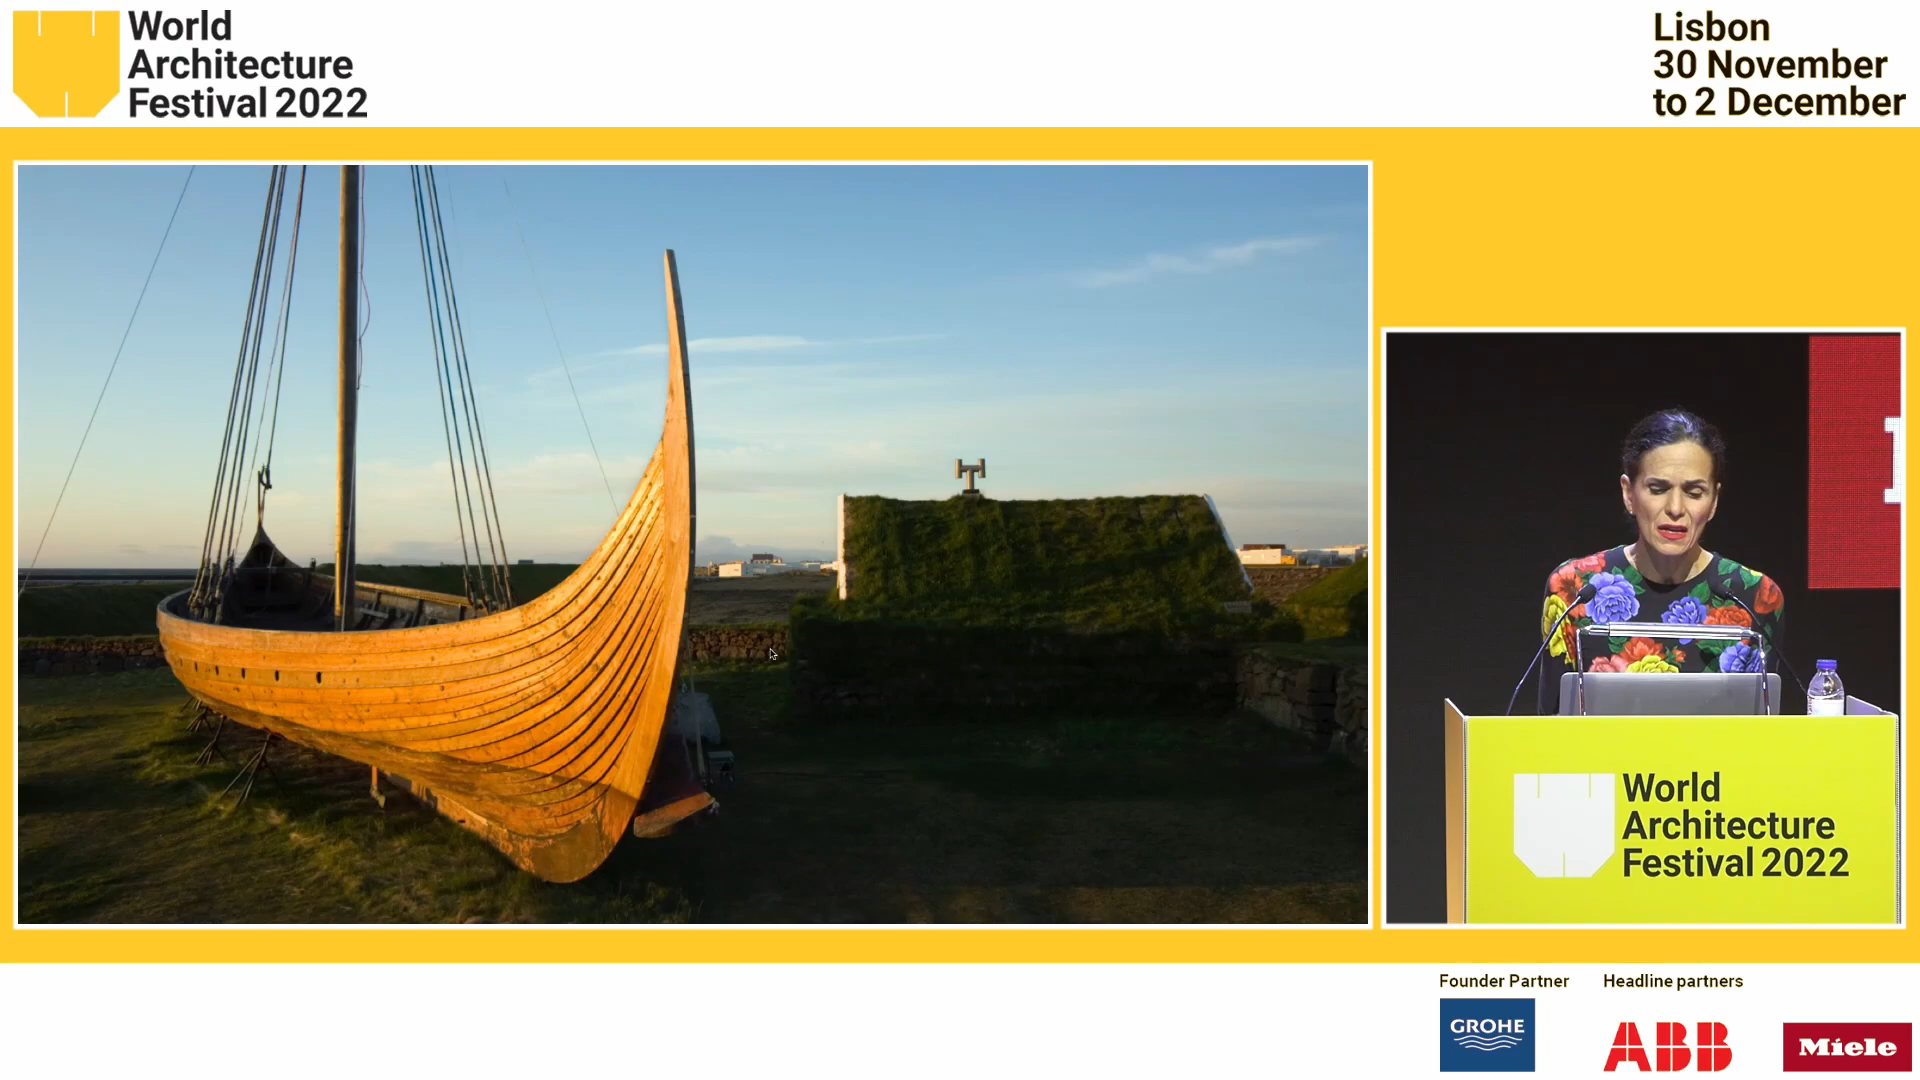 World
Architecture
Festival 2022
Lisbon
30 November
to 2 December
World
Architecture
Festival 2022
Founder Partner
Headline partners
GROHE
ABB
Miele